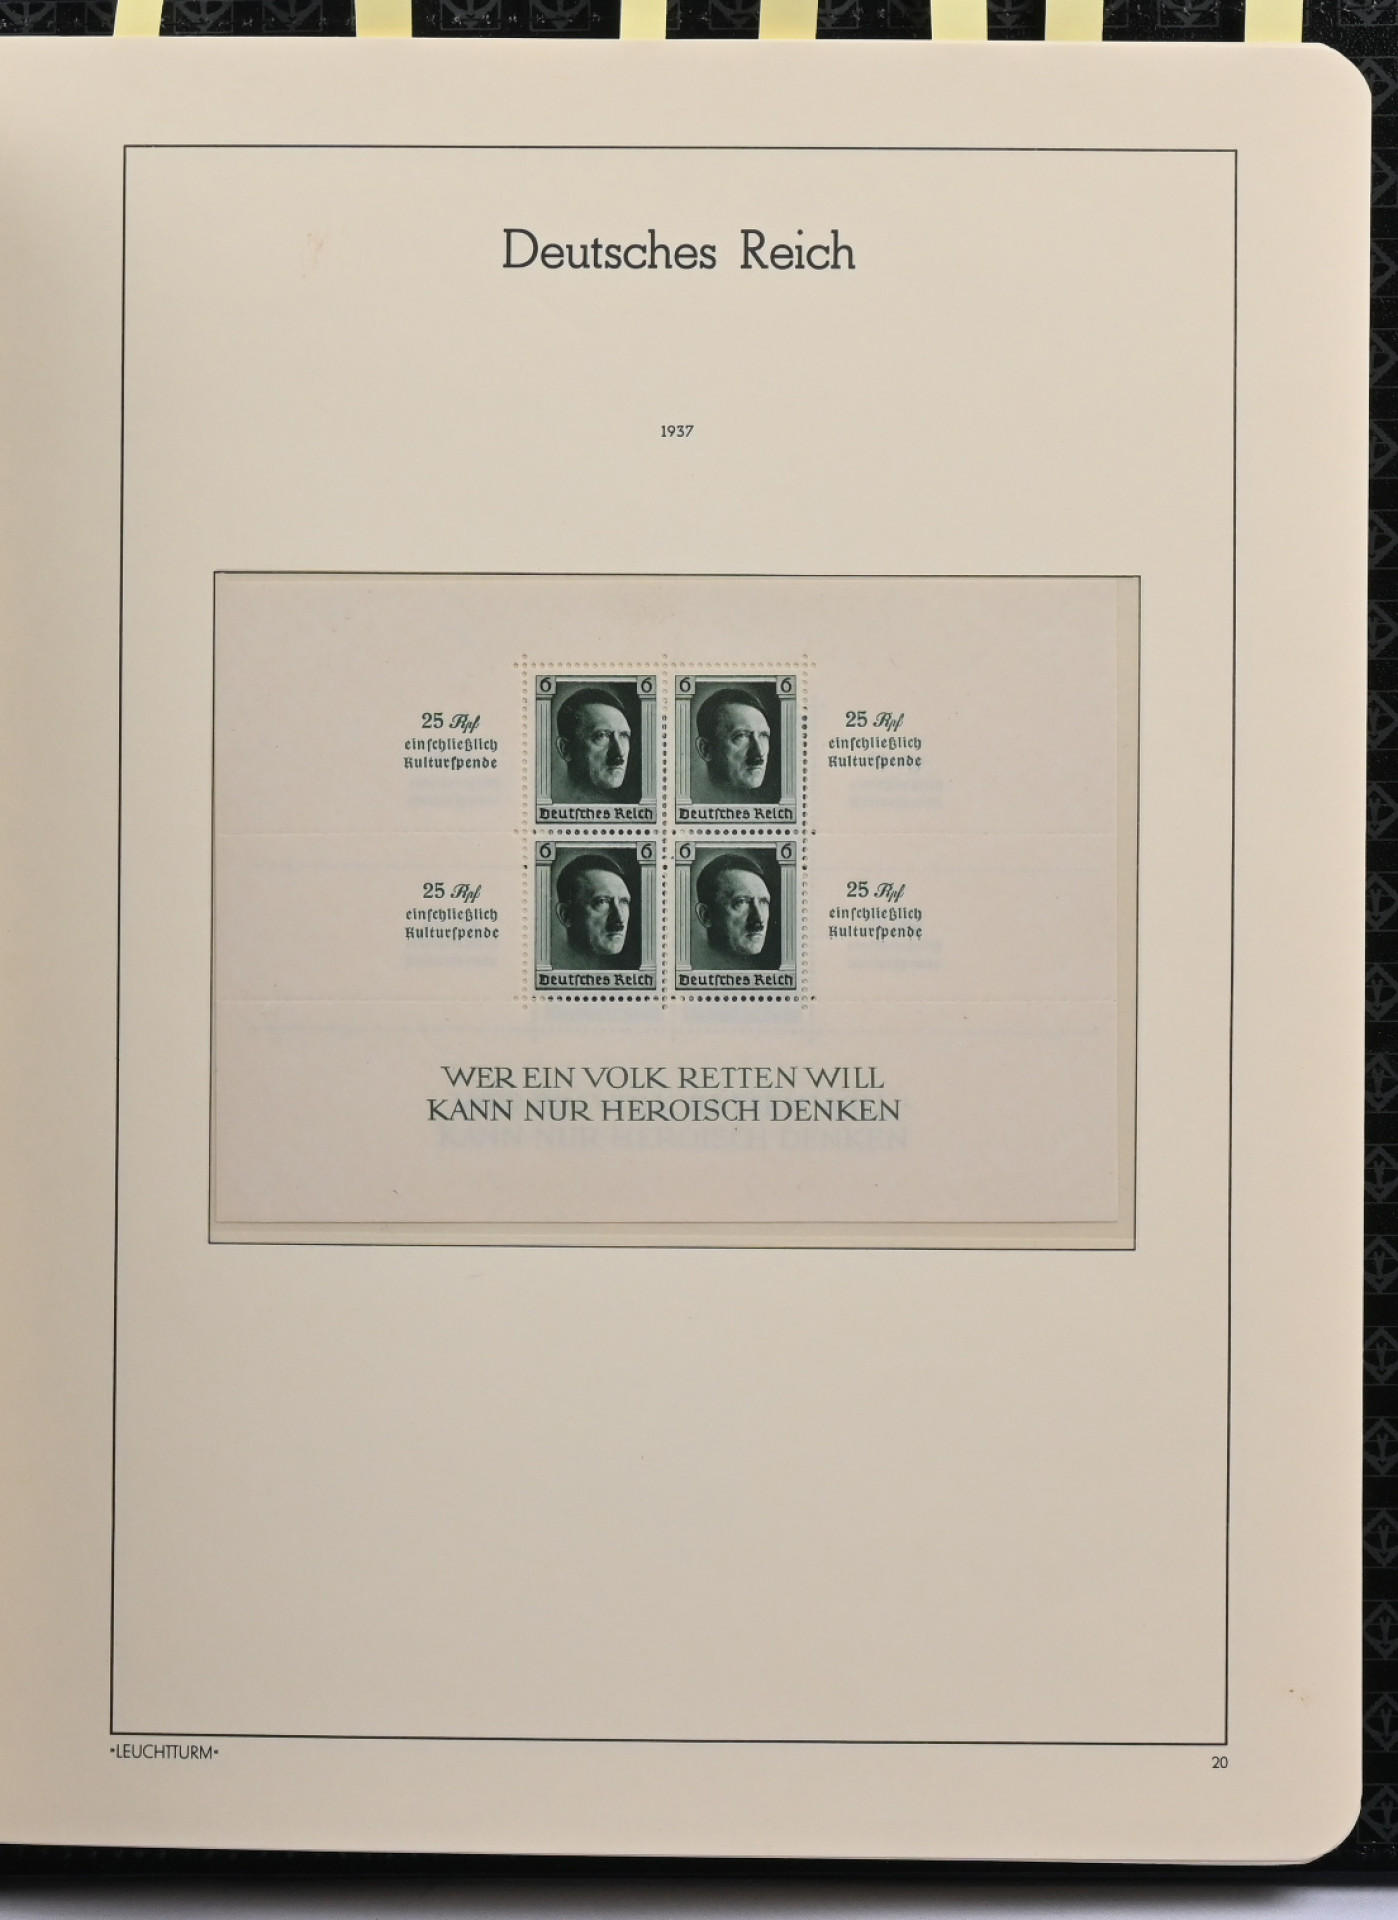 Deutsches Reich
1937
25 Rpf
einschließlich
Kulturspende
6 6
Deutsches Reich
6 6
Deutsches Reich
25 Rpf
einschließlich
Kulturspende
25 Rpf
einschließlich
Kulturspende
6 6
Deutsches Reich
6 6
Deutsches Reich
25 Rpf
einschließlich
Kulturspende
WER EIN VOLK RETTEN WILL
KANN NUR HEROISCH DENKEN
•LEUCHTTURM•
20